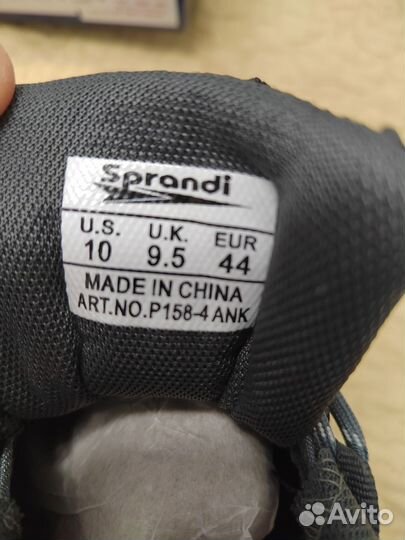 Sprandi
U.S. U.K. EUR
10 9.5 44
MADE IN CHINA
ART.NO.P158-4 ANK
Avito